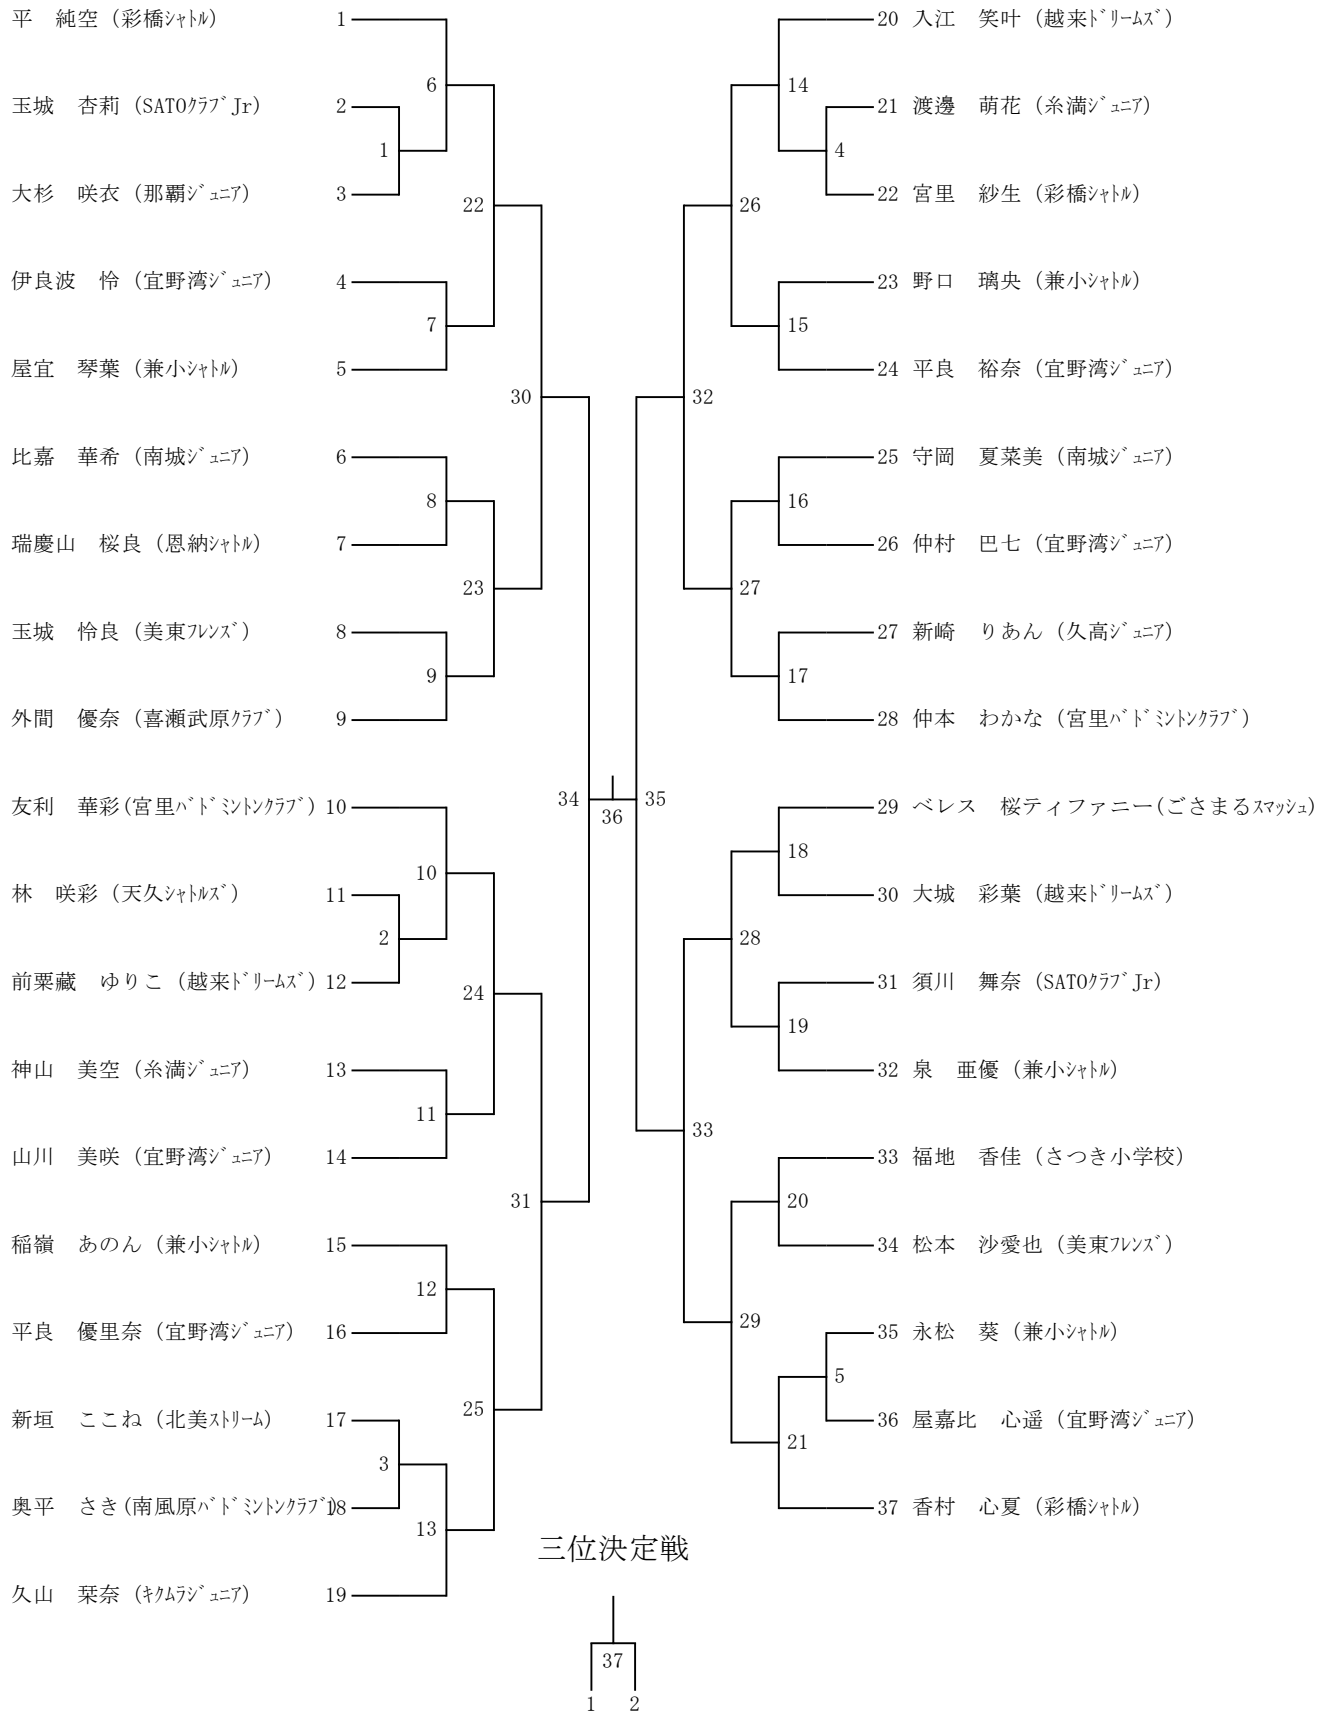 平　純空（彩橋ｼｬﾄﾙ） 1
玉城　杏莉（SATOｸﾗﾌﾞJr） 2
大杉　咲衣（那覇ｼﾞｭﾆｱ） 3
伊良波　怜（宜野湾ｼﾞｭﾆｱ） 4
屋宜　琴葉（兼小ｼｬﾄﾙ） 5
比嘉　華希（南城ｼﾞｭﾆｱ） 6
瑞慶山　桜良（恩納ｼｬﾄﾙ） 7
玉城　怜良（美東ﾌﾚﾝｽﾞ） 8
外間　優奈（喜瀬武原ｸﾗﾌﾞ） 9
友利　華彩(宮里ﾊﾞﾄﾞﾐﾝﾄﾝｸﾗﾌﾞ) 10
林　咲彩（天久ｼｬﾄﾙｽﾞ） 11
前粟藏　ゆりこ（越来ﾄﾞﾘｰﾑｽﾞ） 12
神山　美空（糸満ｼﾞｭﾆｱ） 13
山川　美咲（宜野湾ｼﾞｭﾆｱ） 14
稲嶺　あのん（兼小ｼｬﾄﾙ） 15
平良　優里奈（宜野湾ｼﾞｭﾆｱ） 16
新垣　ここね（北美ｽﾄﾘｰﾑ） 17
奥平　さき(南風原ﾊﾞﾄﾞﾐﾝﾄﾝｸﾗﾌﾞ) 18
久山　栞奈（ｷｸﾑﾗｼﾞｭﾆｱ） 19
1
2
3
6
7
8
9
10
11
12
13
22
23
24
25
30
31
34
36
35
32
33
26
27
28
29
14
15
16
17
18
19
20
21
4
5
20 入江　笑叶（越来ﾄﾞﾘｰﾑｽﾞ）
21 渡邊　萌花（糸満ｼﾞｭﾆｱ）
22 宮里　紗生（彩橋ｼｬﾄﾙ）
23 野口　璃央（兼小ｼｬﾄﾙ）
24 平良　裕奈（宜野湾ｼﾞｭﾆｱ）
25 守岡　夏菜美（南城ｼﾞｭﾆｱ）
26 仲村　巴七（宜野湾ｼﾞｭﾆｱ）
27 新崎　りあん（久高ｼﾞｭﾆｱ）
28 仲本　わかな（宮里ﾊﾞﾄﾞﾐﾝﾄﾝｸﾗﾌﾞ）
29 ベレス　桜ティファニー(ごさまるｽﾏｯｼｭ)
30 大城　彩葉（越来ﾄﾞﾘｰﾑｽﾞ）
31 須川　舞奈（SATOｸﾗﾌﾞJr）
32 泉　亜優（兼小ｼｬﾄﾙ）
33 福地　香佳（さつき小学校）
34 松本　沙愛也（美東ﾌﾚﾝｽﾞ）
35 永松　葵（兼小ｼｬﾄﾙ）
36 屋嘉比　心遥（宜野湾ｼﾞｭﾆｱ）
37 香村　心夏（彩橋ｼｬﾄﾙ）
三位決定戦
37
1 2